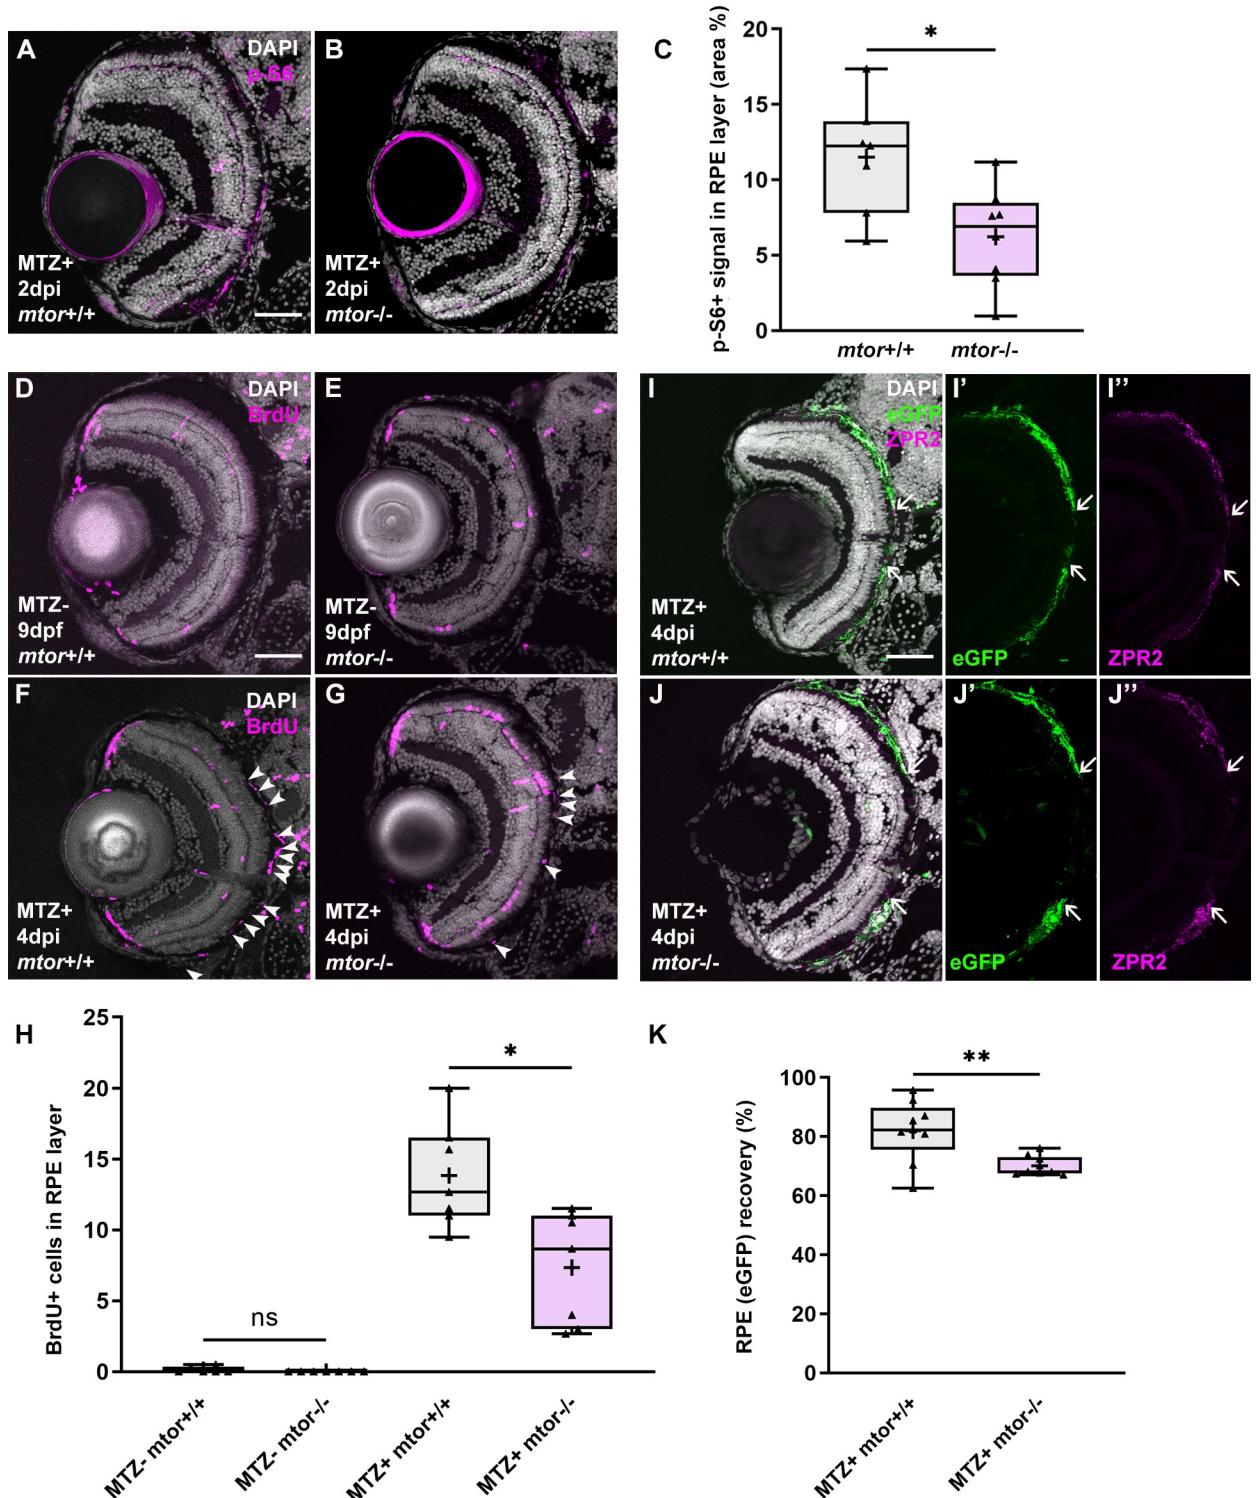 A
DAPI
p-S6
MTZ+
2dpi
mtor+/+
B
MTZ+
2dpi
mtor-/-
C
p-S6+ signal in RPE layer (area %)
20
15
10
5
0
*
mtor+/+
mtor-/-
D
DAPI
BrdU
MTZ-
9dpf
mtor+/+
E
MTZ-
9dpf
mtor-/-
F
DAPI
BrdU
MTZ+
4dpi
mtor+/+
G
MTZ+
4dpi
mtor-/-
I
DAPI
eGFP
ZPR2
MTZ+
4dpi
mtor+/+
I’
eGFP
I’’
ZPR2
J
MTZ+
4dpi
mtor-/-
J’
eGFP
J’’
ZPR2
H
BrdU+ cells in RPE layer
25
20
15
10
5
0
ns
*
MTZ- mtor+/+
MTZ- mtor-/-
MTZ+ mtor+/+
MTZ+ mtor-/-
K
RPE (eGFP) recovery (%)
100
80
60
40
20
0
**
MTZ+ mtor+/+
MTZ+ mtor-/-